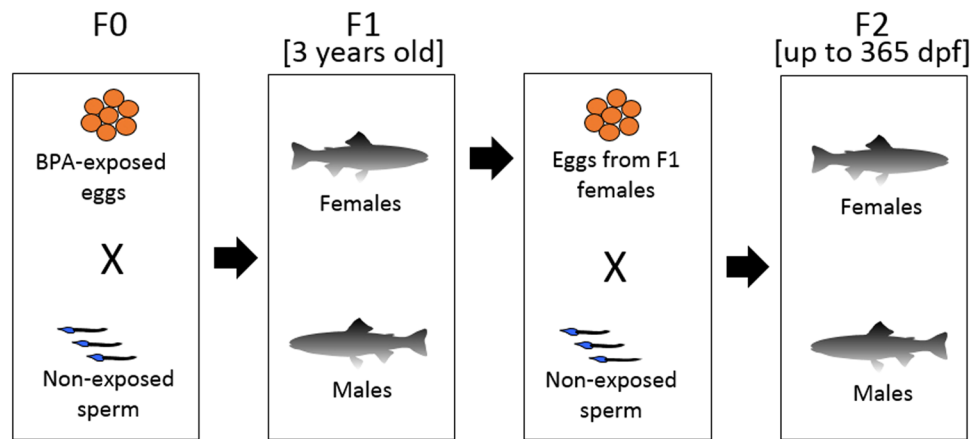 F0
BPA-exposed
eggs
X
Non-exposed
sperm
F1
[3 years old]
Females
Males
Eggs from F1
females
X
Non-exposed
sperm
F2
[up to 365 dpf]
Females
Males